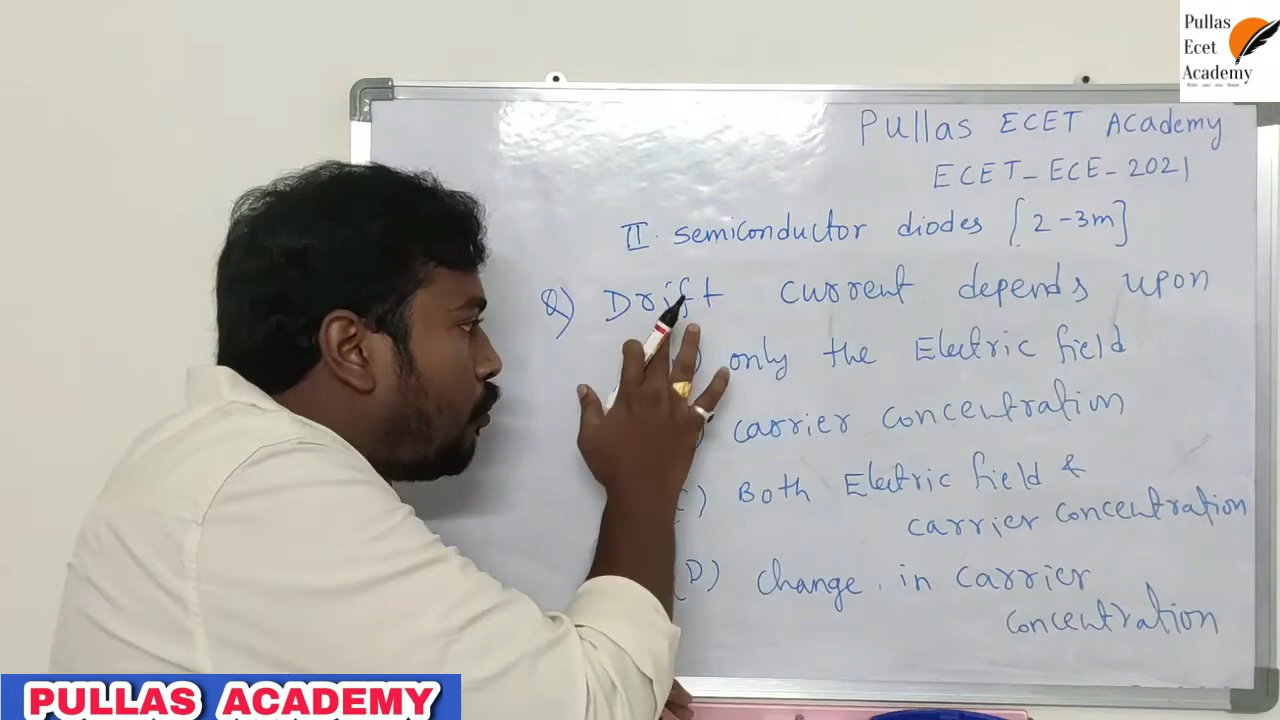 Pullas
Ecet
Academy
Pullas ECET Academy
ECET-ECE-2021
II. semiconductor diodes [2-3m]
Q) Drift current depends upon
) only the Electric field
) carrier concentration
C) Both Electric field &
carrier concentration
(D) change in carrier
concentration
PULLAS ACADEMY